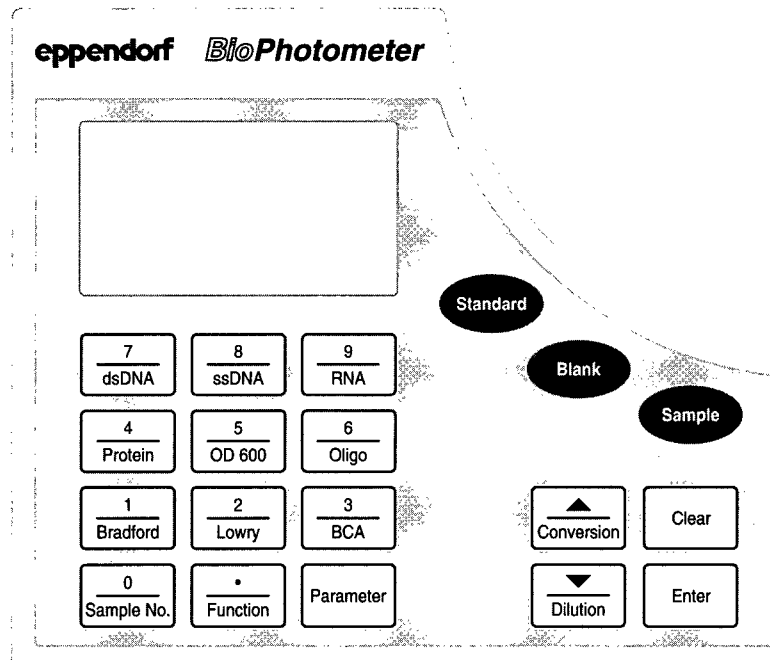 eppendorf BioPhotometer
Standard
Blank
Sample
7 8 9
dsDNA ssDNA RNA
4 5 6
Protein OD 600 Oligo
1 2 3
Bradford Lowry BCA
0 • Parameter
Sample No. Function
▲ Clear
Conversion
▼ Enter
Dilution